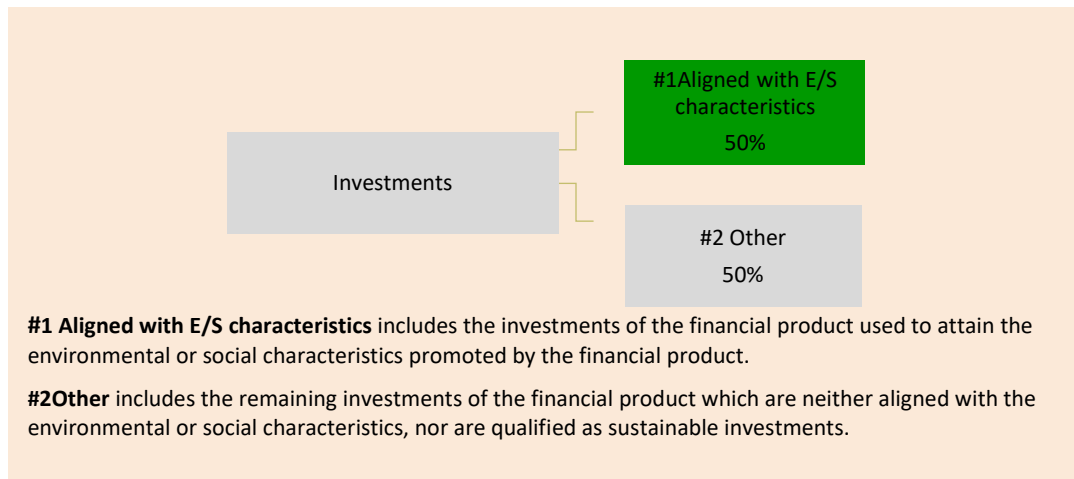 #1Aligned with E/S
characteristics
50%
Investments
#2 Other
50%
#1 Aligned with E/S characteristics includes the investments of the financial product used to attain the
environmental or social characteristics promoted by the financial product.
#2Other includes the remaining investments of the financial product which are neither aligned with the
environmental or social characteristics, nor are qualified as sustainable investments.